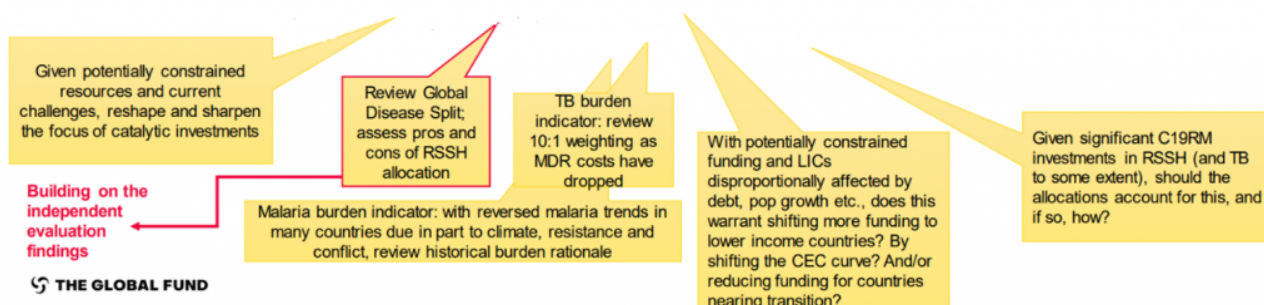 Given potentially constrained
resources and current
challenges, reshape and sharpen
the focus of catalytic investments
Review Global
Disease Split;
assess pros and
cons of RSSH
allocation
TB burden
indicator: review
10:1 weighting as
MDR costs have
dropped
With potentially constrained
funding and LICs
disproportionally affected by
debt, pop growth etc., does this
warrant shifting more funding to
lower income countries? By
shifting the CEC curve? And/or
reducing funding for countries
nearing transition?
Given significant C19RM
investments in RSSH (and TB
to some extent), should the
allocations account for this, and
if so, how?
Building on the
independent
evaluation
findings
Malaria burden indicator: with reversed malaria trends in
many countries due in part to climate, resistance and
conflict, review historical burden rationale
THE GLOBAL FUND